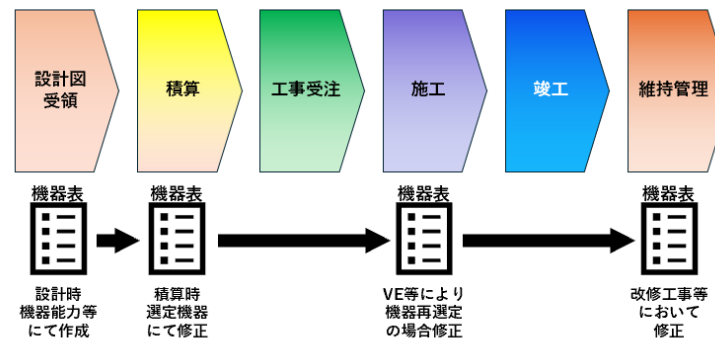 設計図
受領
積算
工事受注
施工
竣工
維持管理
機器表
機器表
機器表
機器表
設計時
機器能力等
にて作成
積算時
選定機器
にて修正
VE等により
機器再選定
の場合修正
改修工事等
において
修正